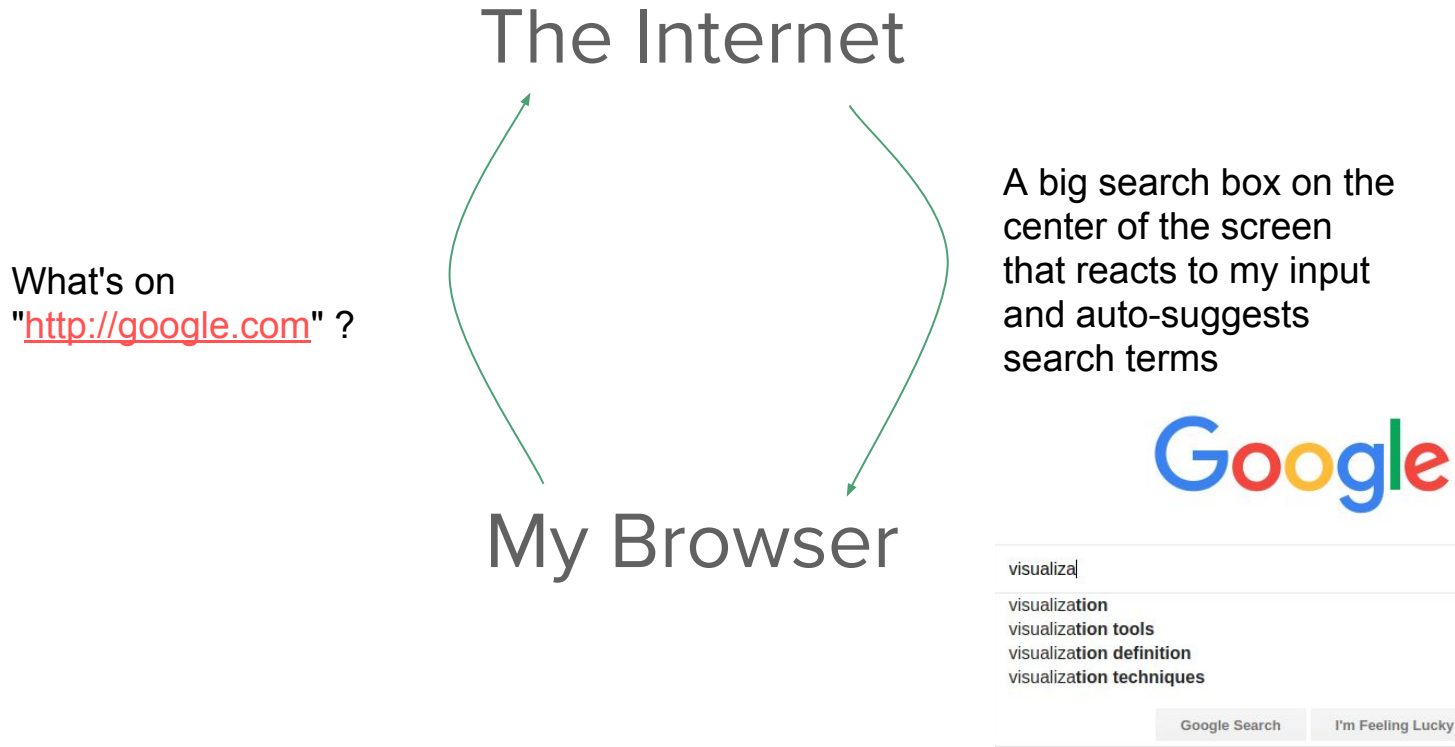 The Internet
What's on
"http://google.com" ?
A big search box on the
center of the screen
that reacts to my input
and auto-suggests
search terms
My Browser
Google
visualiza
visualization
visualization tools
visualization definition
visualization techniques
Google Search
I'm Feeling Lucky